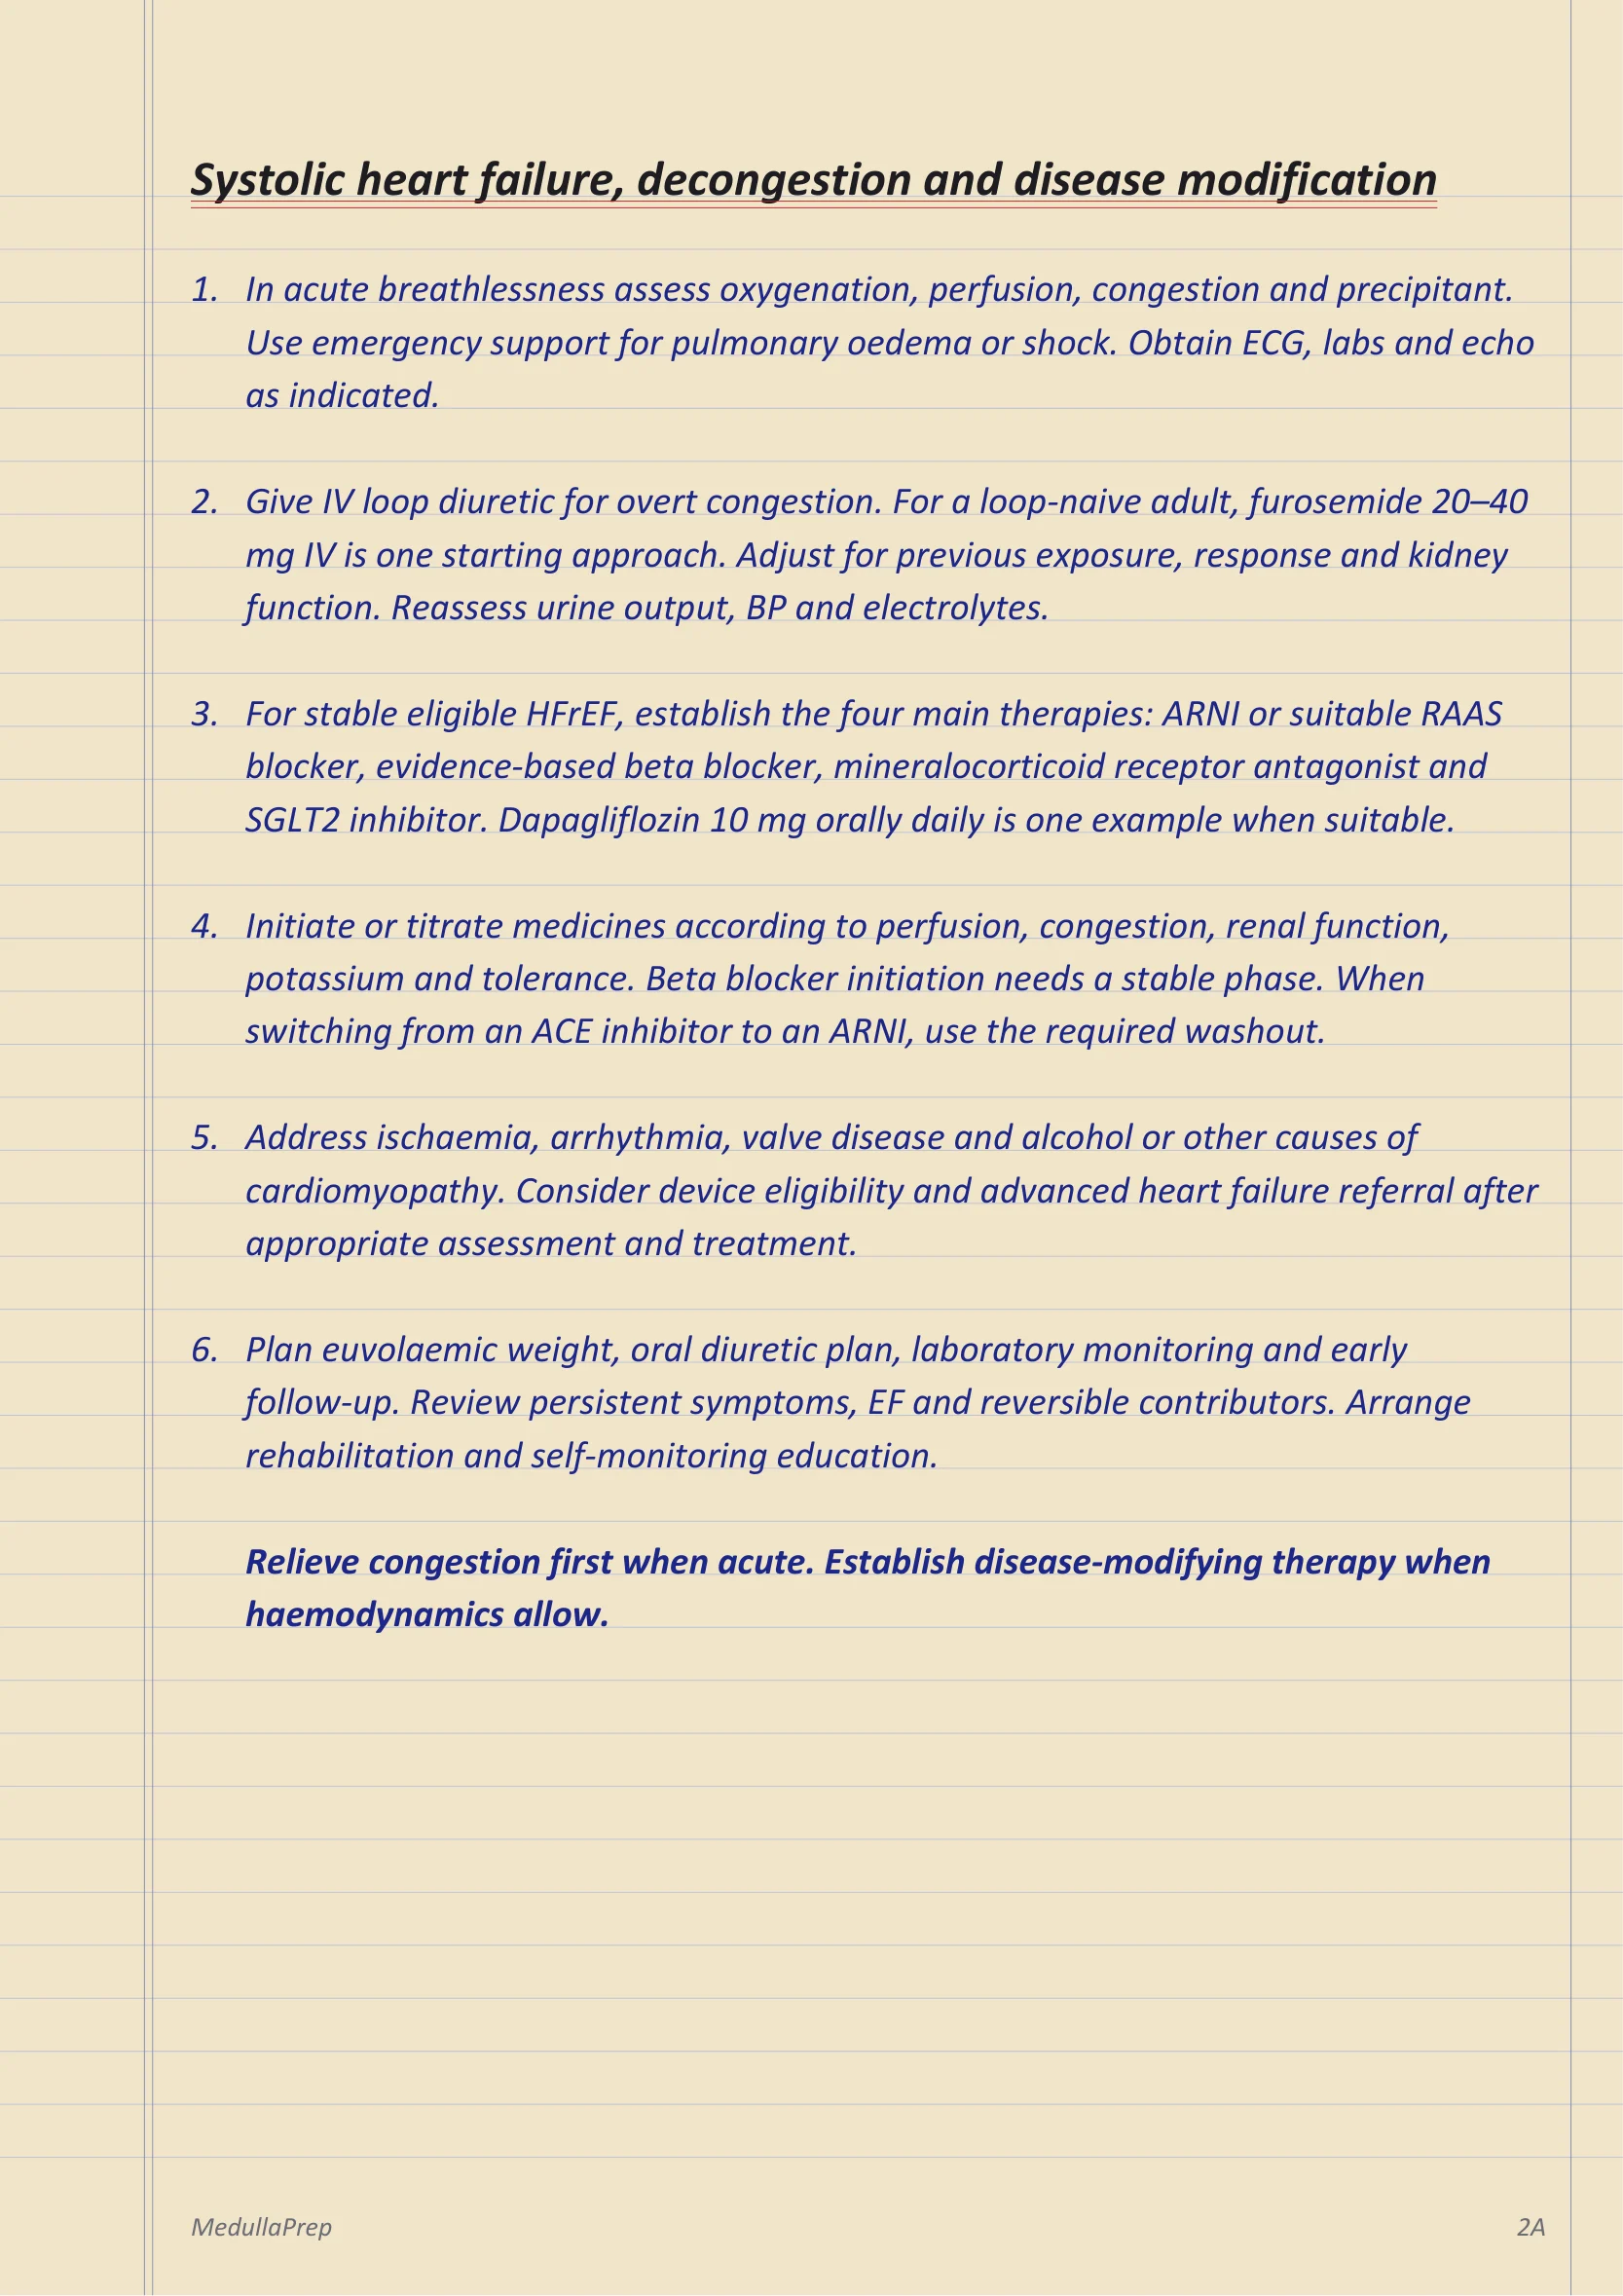 Systolic heart failure, decongestion and disease modification
1. In acute breathlessness assess oxygenation, perfusion, congestion and precipitant.
Use emergency support for pulmonary oedema or shock. Obtain ECG, labs and echo
as indicated.
2. Give IV loop diuretic for overt congestion. For a loop-naive adult, furosemide 20–40
mg IV is one starting approach. Adjust for previous exposure, response and kidney
function. Reassess urine output, BP and electrolytes.
3. For stable eligible HFrEF, establish the four main therapies: ARNI or suitable RAAS
blocker, evidence-based beta blocker, mineralocorticoid receptor antagonist and
SGLT2 inhibitor. Dapagliflozin 10 mg orally daily is one example when suitable.
4. Initiate or titrate medicines according to perfusion, congestion, renal function,
potassium and tolerance. Beta blocker initiation needs a stable phase. When
switching from an ACE inhibitor to an ARNI, use the required washout.
5. Address ischaemia, arrhythmia, valve disease and alcohol or other causes of
cardiomyopathy. Consider device eligibility and advanced heart failure referral after
appropriate assessment and treatment.
6. Plan euvolaemic weight, oral diuretic plan, laboratory monitoring and early
follow-up. Review persistent symptoms, EF and reversible contributors. Arrange
rehabilitation and self-monitoring education.
Relieve congestion first when acute. Establish disease-modifying therapy when
haemodynamics allow.
MedullaPrep
2A